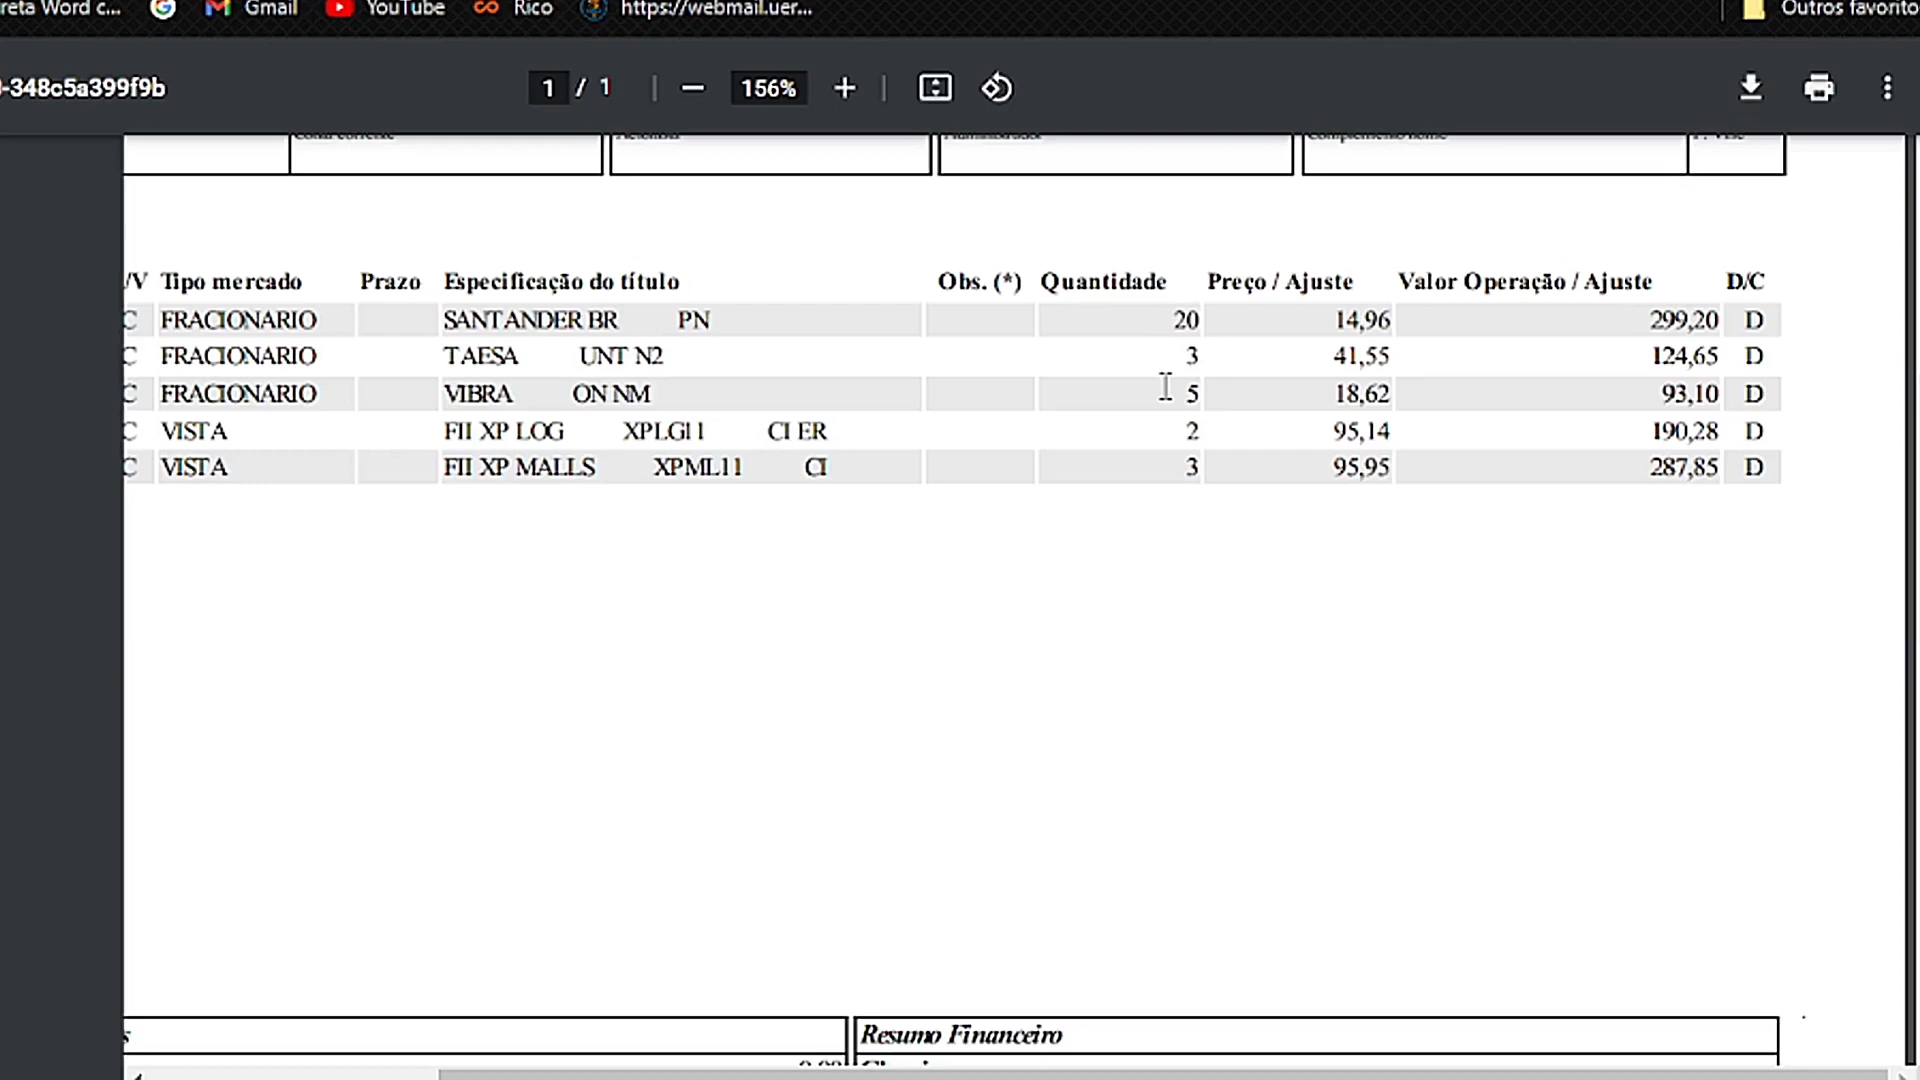 reta Word c... Gmail YouTube Rico https://webmail.uer... Outros favorito
-348c5a399f9b 1 / 1 156%
/V Tipo mercado Prazo Especificação do título Obs. (*) Quantidade Preço / Ajuste Valor Operação / Ajuste D/C
C FRACIONARIO SANTANDER BR PN 20 14,96 299,20 D
C FRACIONARIO TAESA UNT N2 3 41,55 124,65 D
C FRACIONARIO VIBRA ON NM 5 18,62 93,10 D
C VISTA FII XP LOG XPLG11 CI ER 2 95,14 190,28 D
C VISTA FII XP MALLS XPML11 CI 3 95,95 287,85 D
s Resumo Financeiro